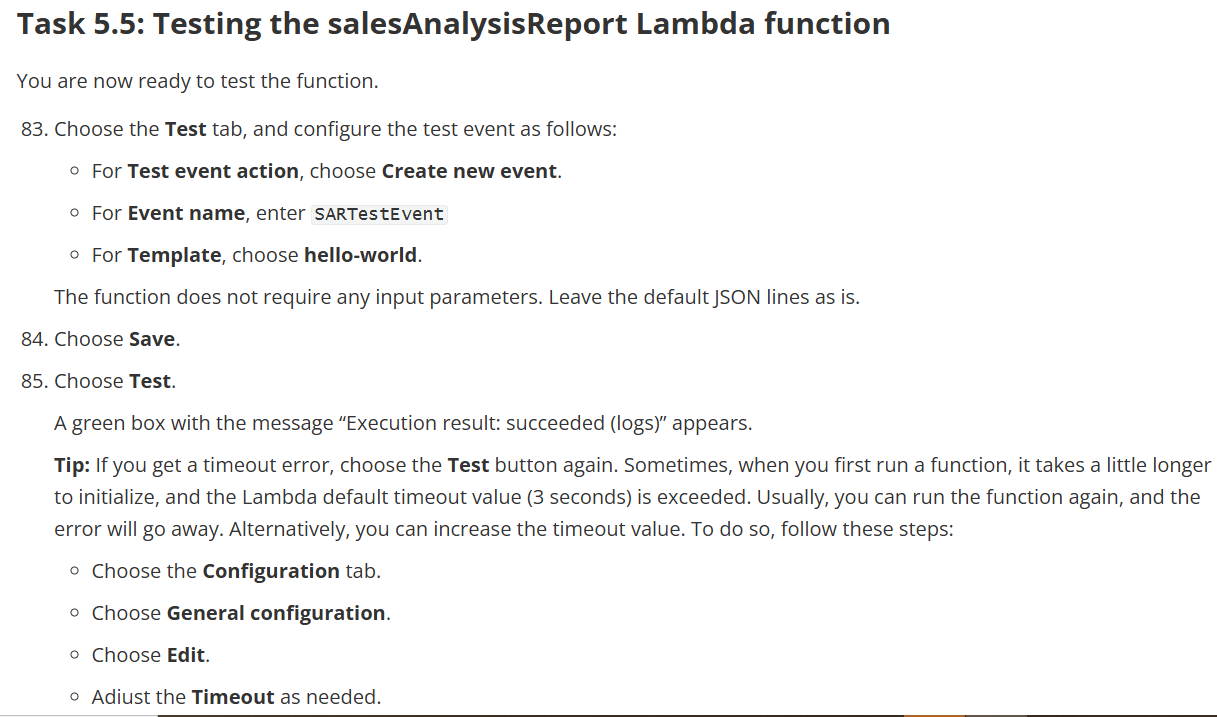 Task 5.5: Testing the salesAnalysisReport Lambda function
You are now ready to test the function.
83. Choose the Test tab, and configure the test event as follows:
○ For Test event action, choose Create new event.
○ For Event name, enter SARTestEvent
○ For Template, choose hello-world.
The function does not require any input parameters. Leave the default JSON lines as is.
84. Choose Save.
85. Choose Test.
A green box with the message “Execution result: succeeded (logs)” appears.
Tip: If you get a timeout error, choose the Test button again. Sometimes, when you first run a function, it takes a little longer
to initialize, and the Lambda default timeout value (3 seconds) is exceeded. Usually, you can run the function again, and the
error will go away. Alternatively, you can increase the timeout value. To do so, follow these steps:
○ Choose the Configuration tab.
○ Choose General configuration.
○ Choose Edit.
○ Adjust the Timeout as needed.